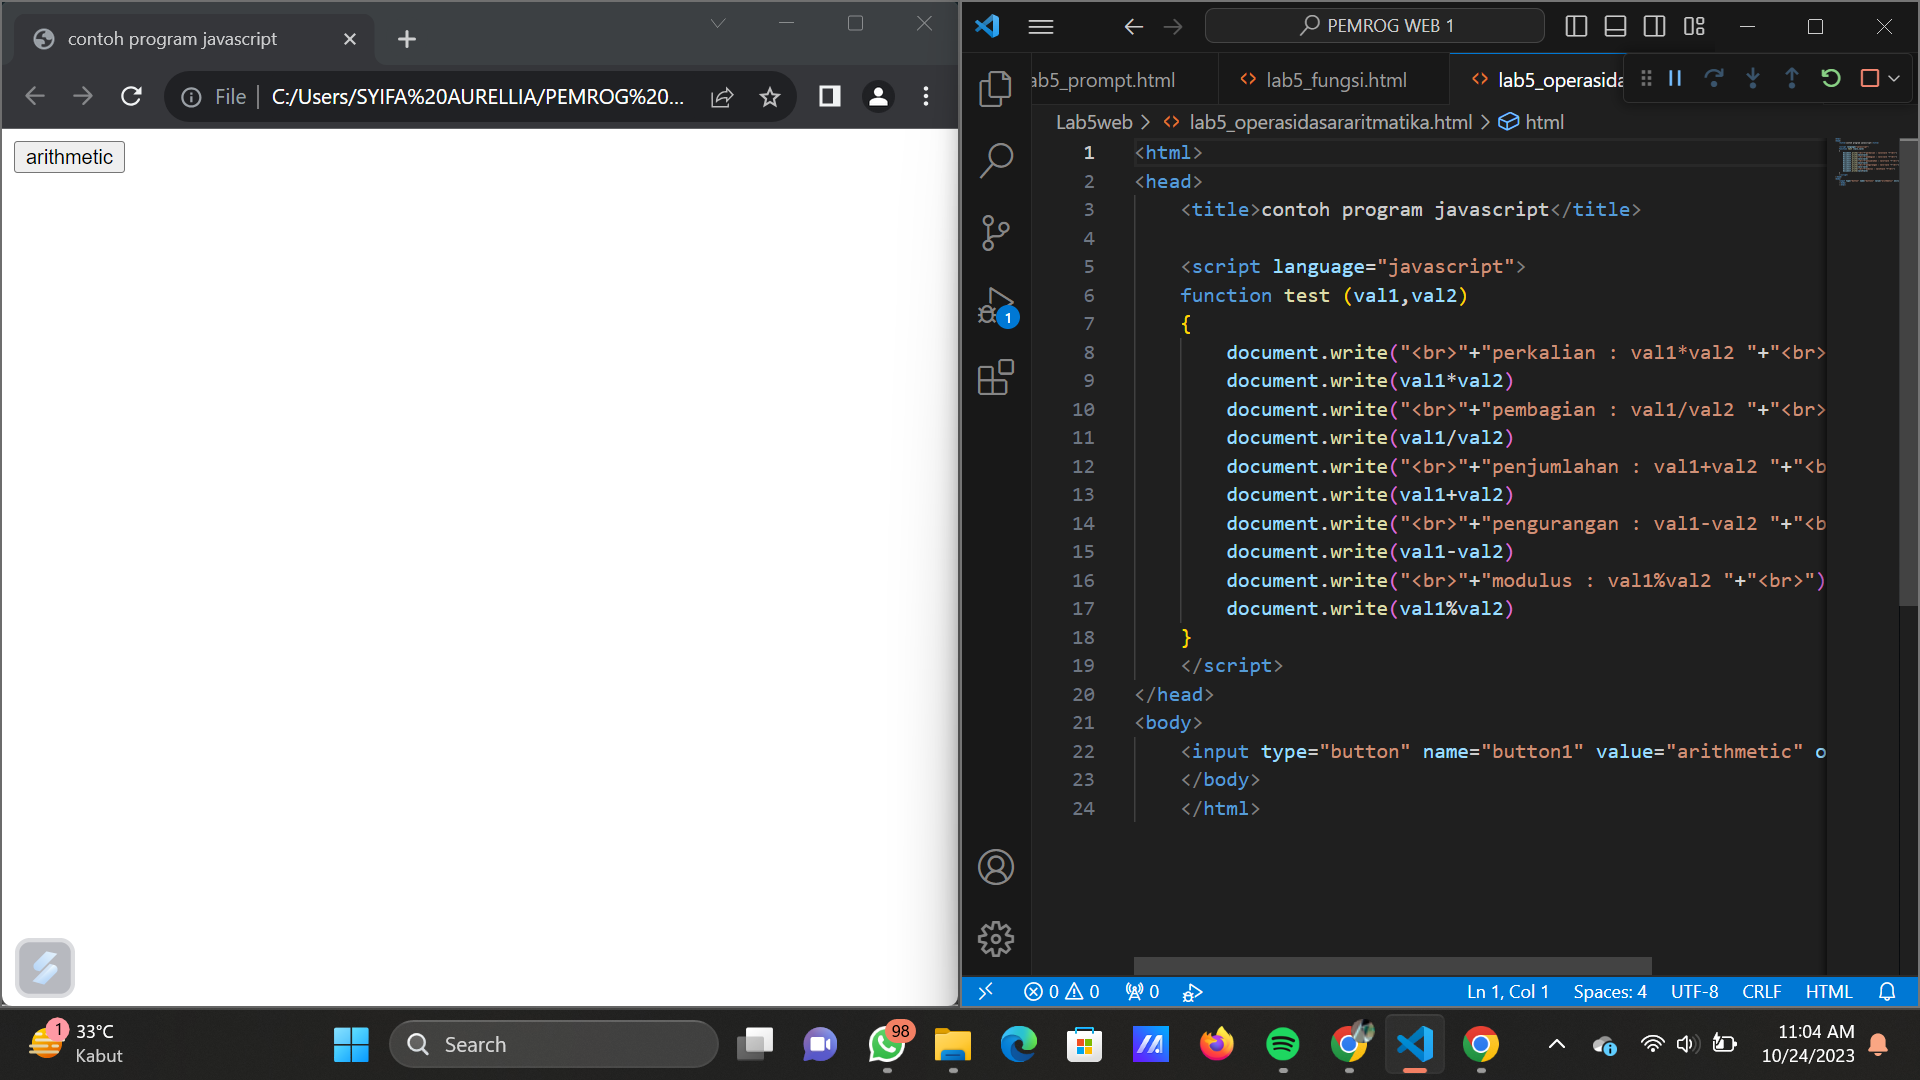 contoh program javascript
File
C:/Users/SYIFA%20AURELLIA/PEMROG%20...
arithmetic
PEMROG WEB 1
ab5_prompt.html
lab5_fungsi.html
lab5_operasida
Lab5web > lab5_operasidasararitmatika.html > html
1 <html>
2 <head>
3 <title>contoh program javascript</title>
4
5 <script language="javascript">
6 function test (val1,val2)
7 {
8 document.write("<br>"+"perkalian : val1*val2 "+"<br>
9 document.write(val1*val2)
10 document.write("<br>"+"pembagian : val1/val2 "+"<br>
11 document.write(val1/val2)
12 document.write("<br>"+"penjumlahan : val1+val2 "+"<b
13 document.write(val1+val2)
14 document.write("<br>"+"pengurangan : val1-val2 "+"<b
15 document.write(val1-val2)
16 document.write("<br>"+"modulus : val1%val2 "+"<br>")
17 document.write(val1%val2)
18 }
19 </script>
20 </head>
21 <body>
22 <input type="button" name="button1" value="arithmetic" o
23 </body>
24 </html>
1
0 0 0
Ln 1, Col 1
Spaces: 4
UTF-8
CRLF
HTML
1
33°C
Kabut
Search
98
11:04 AM
10/24/2023